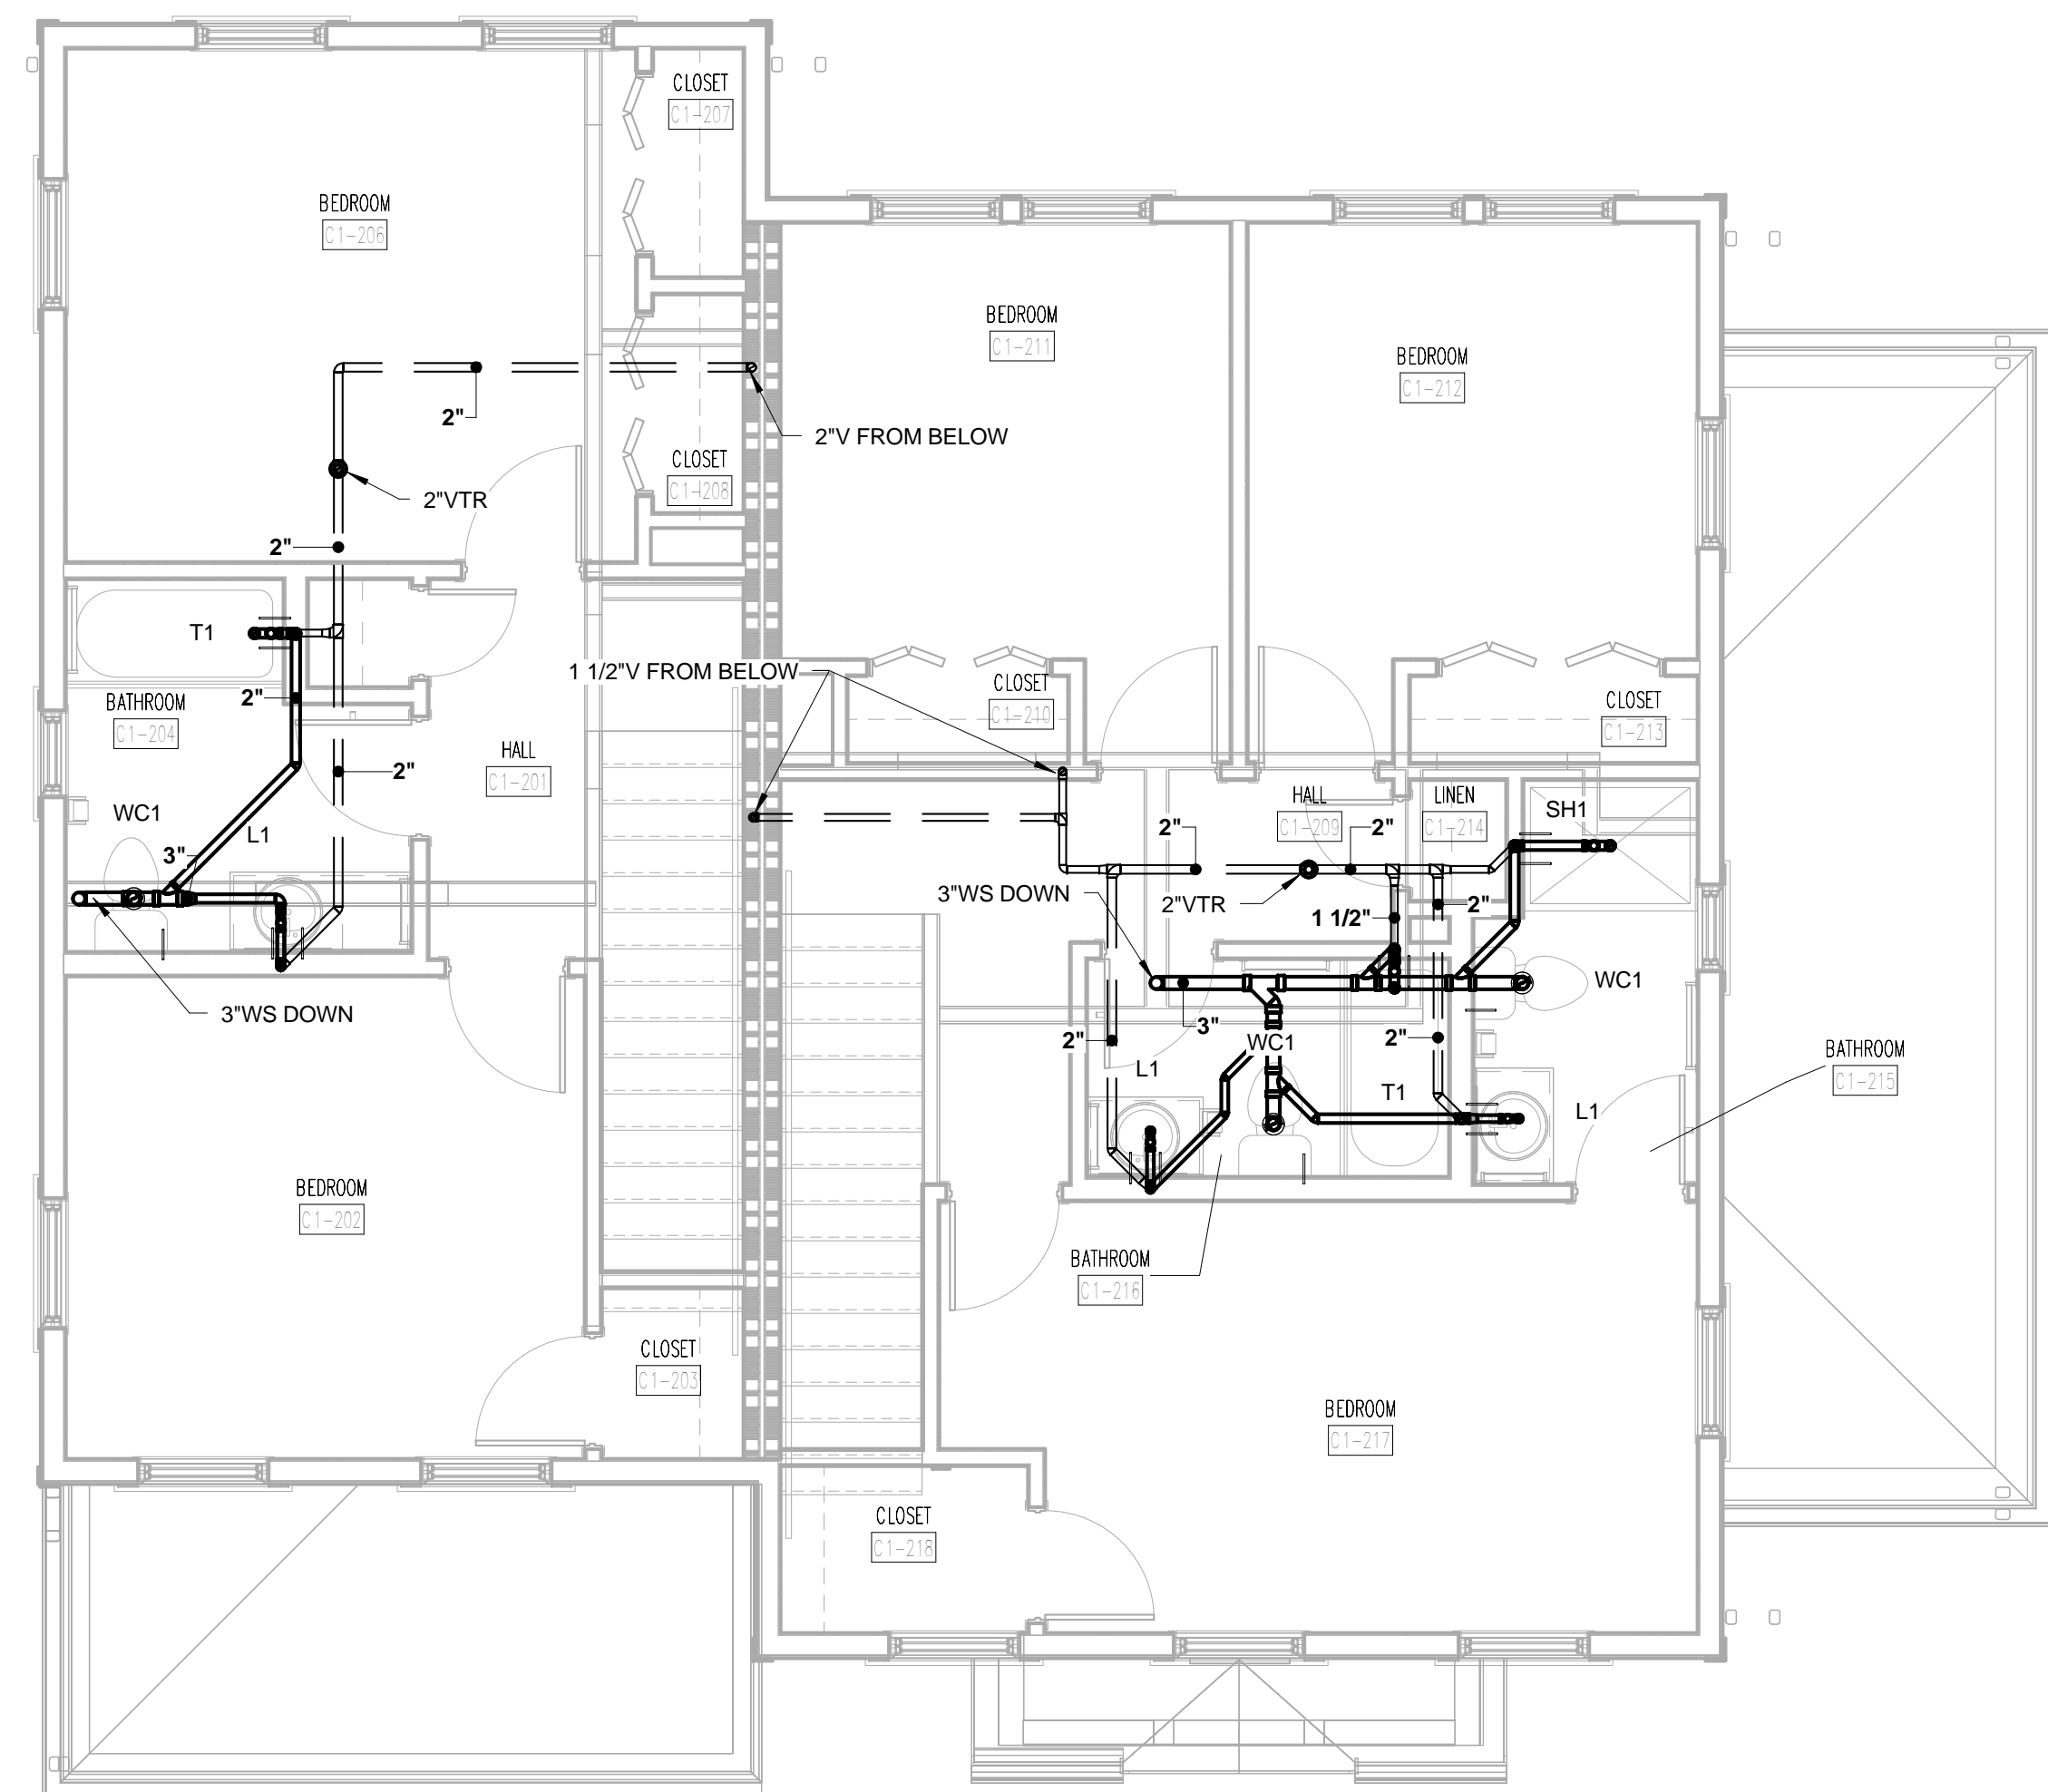 CLOSET
C1-207
BEDROOM
C1-206
BEDROOM
C1-211
BEDROOM
C1-212
2"
2"V FROM BELOW
CLOSET
C1-208
2"VTR
2"
T1
1 1/2"V FROM BELOW
CLOSET
C1-210
CLOSET
C1-213
2"
BATHROOM
C1-204
HALL
C1-201
2"
WC1
L1
3"
HALL
C1-209
LINEN
C1-214
SH1
2"
2"
3"WS DOWN
2"VTR
2"
1 1/2"
WC1
3"WS DOWN
3"
2"
WC1
2"
L1
T1
L1
BATHROOM
C1-215
BEDROOM
C1-202
BATHROOM
C1-216
CLOSET
C1-203
BEDROOM
C1-217
CLOSET
C1-218